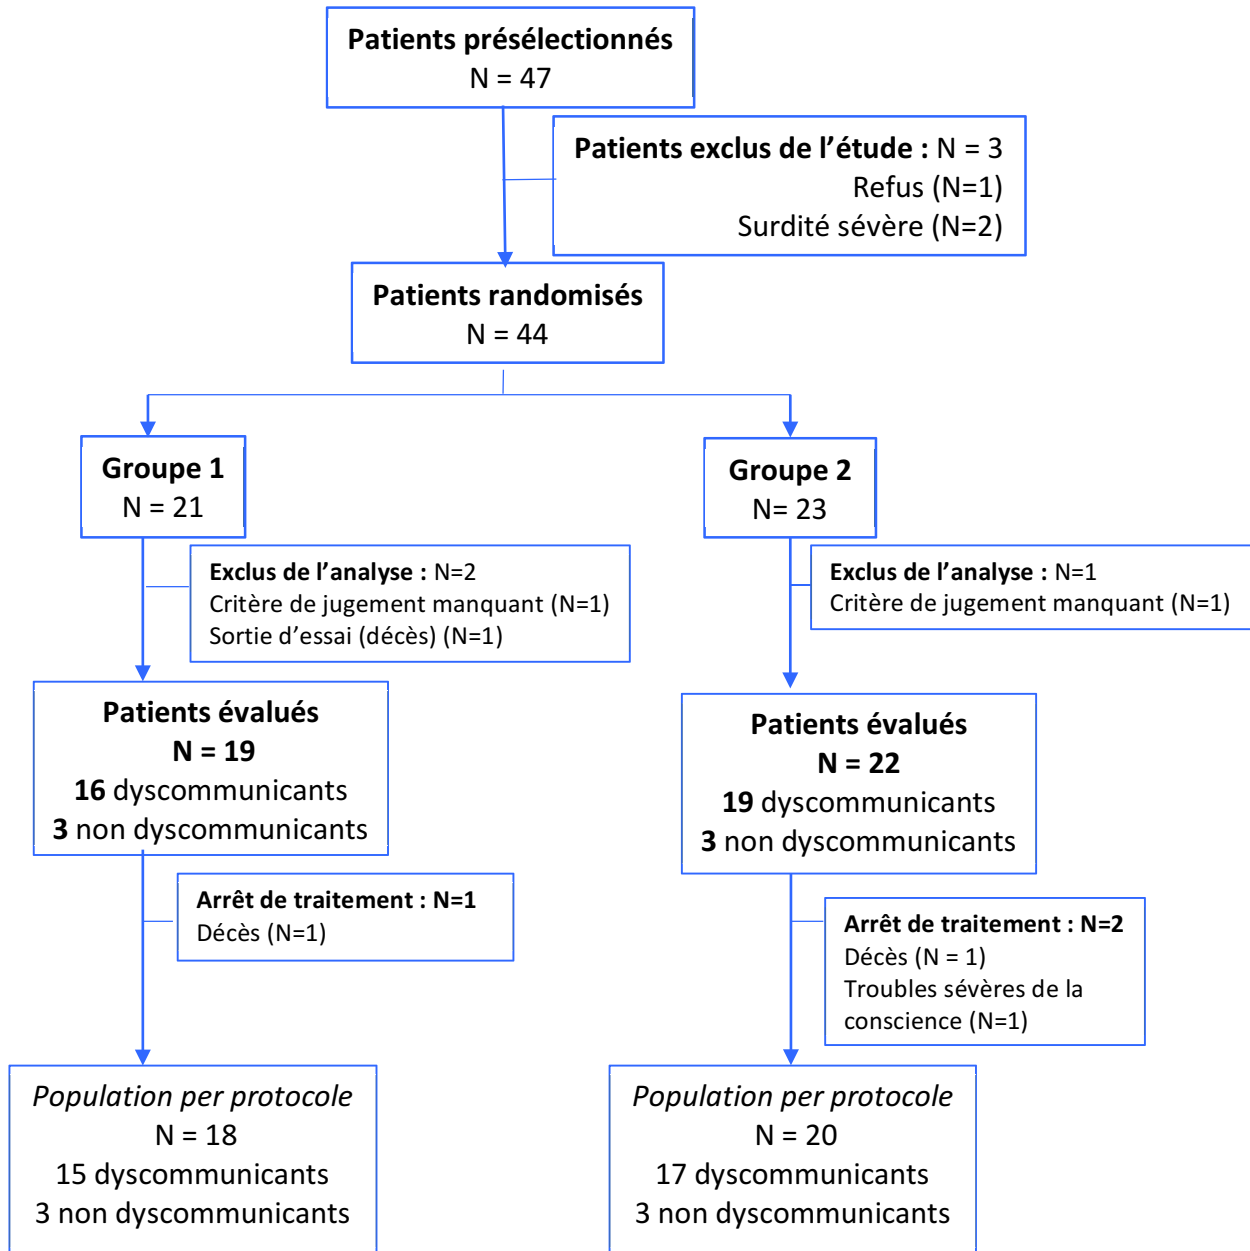 Patients présélectionnés
N = 47
Patients exclus de l’étude : N = 3
Refus (N=1)
Surdité sévère (N=2)
Patients randomisés
N = 44
Groupe 1
N = 21
Groupe 2
N= 23
Exclus de l’analyse : N=2
Critère de jugement manquant (N=1)
Sortie d’essai (décès) (N=1)
Exclus de l’analyse : N=1
Critère de jugement manquant (N=1)
Patients évalués
N = 19
16 dyscommunicants
3 non dyscommunicants
Patients évalués
N = 22
19 dyscommunicants
3 non dyscommunicants
Arrêt de traitement : N=1
Décès (N=1)
Arrêt de traitement : N=2
Décès (N = 1)
Troubles sévères de la
conscience (N=1)
Population per protocole
N = 18
15 dyscommunicants
3 non dyscommunicants
Population per protocole
N = 20
17 dyscommunicants
3 non dyscommunicants